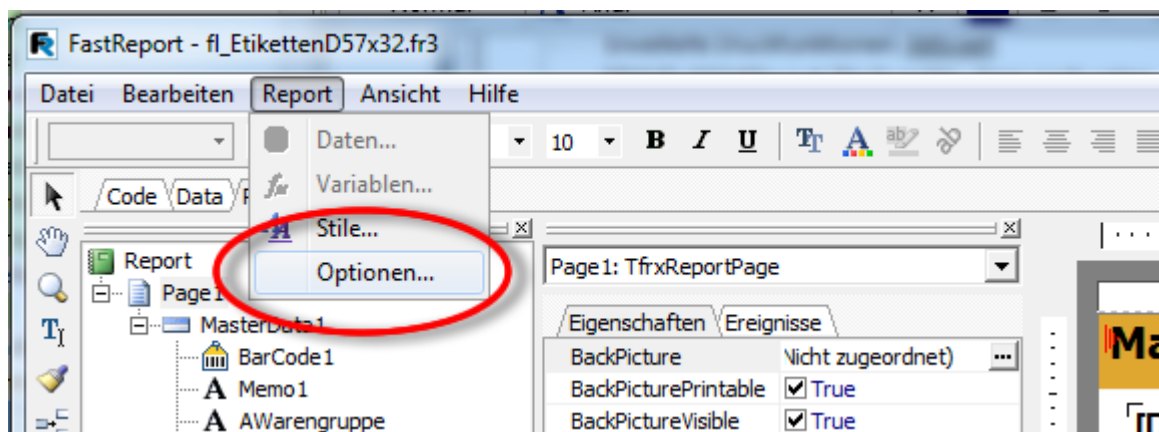 FastReport - fl_EtikettenD57x32.fr3
Datei Bearbeiten Report Ansicht Hilfe
Daten... 10 B I U
Variablen...
Code Data
Stile...
Optionen...
Report
Page1
MasterData1
BarCode1
Memo1
AWarengruppe
Page1: TfrxReportPage
Eigenschaften Ereignisse
BackPicture Nicht zugeordnet) ...
BackPicturePrintable True
BackPictureVisible True
Ma